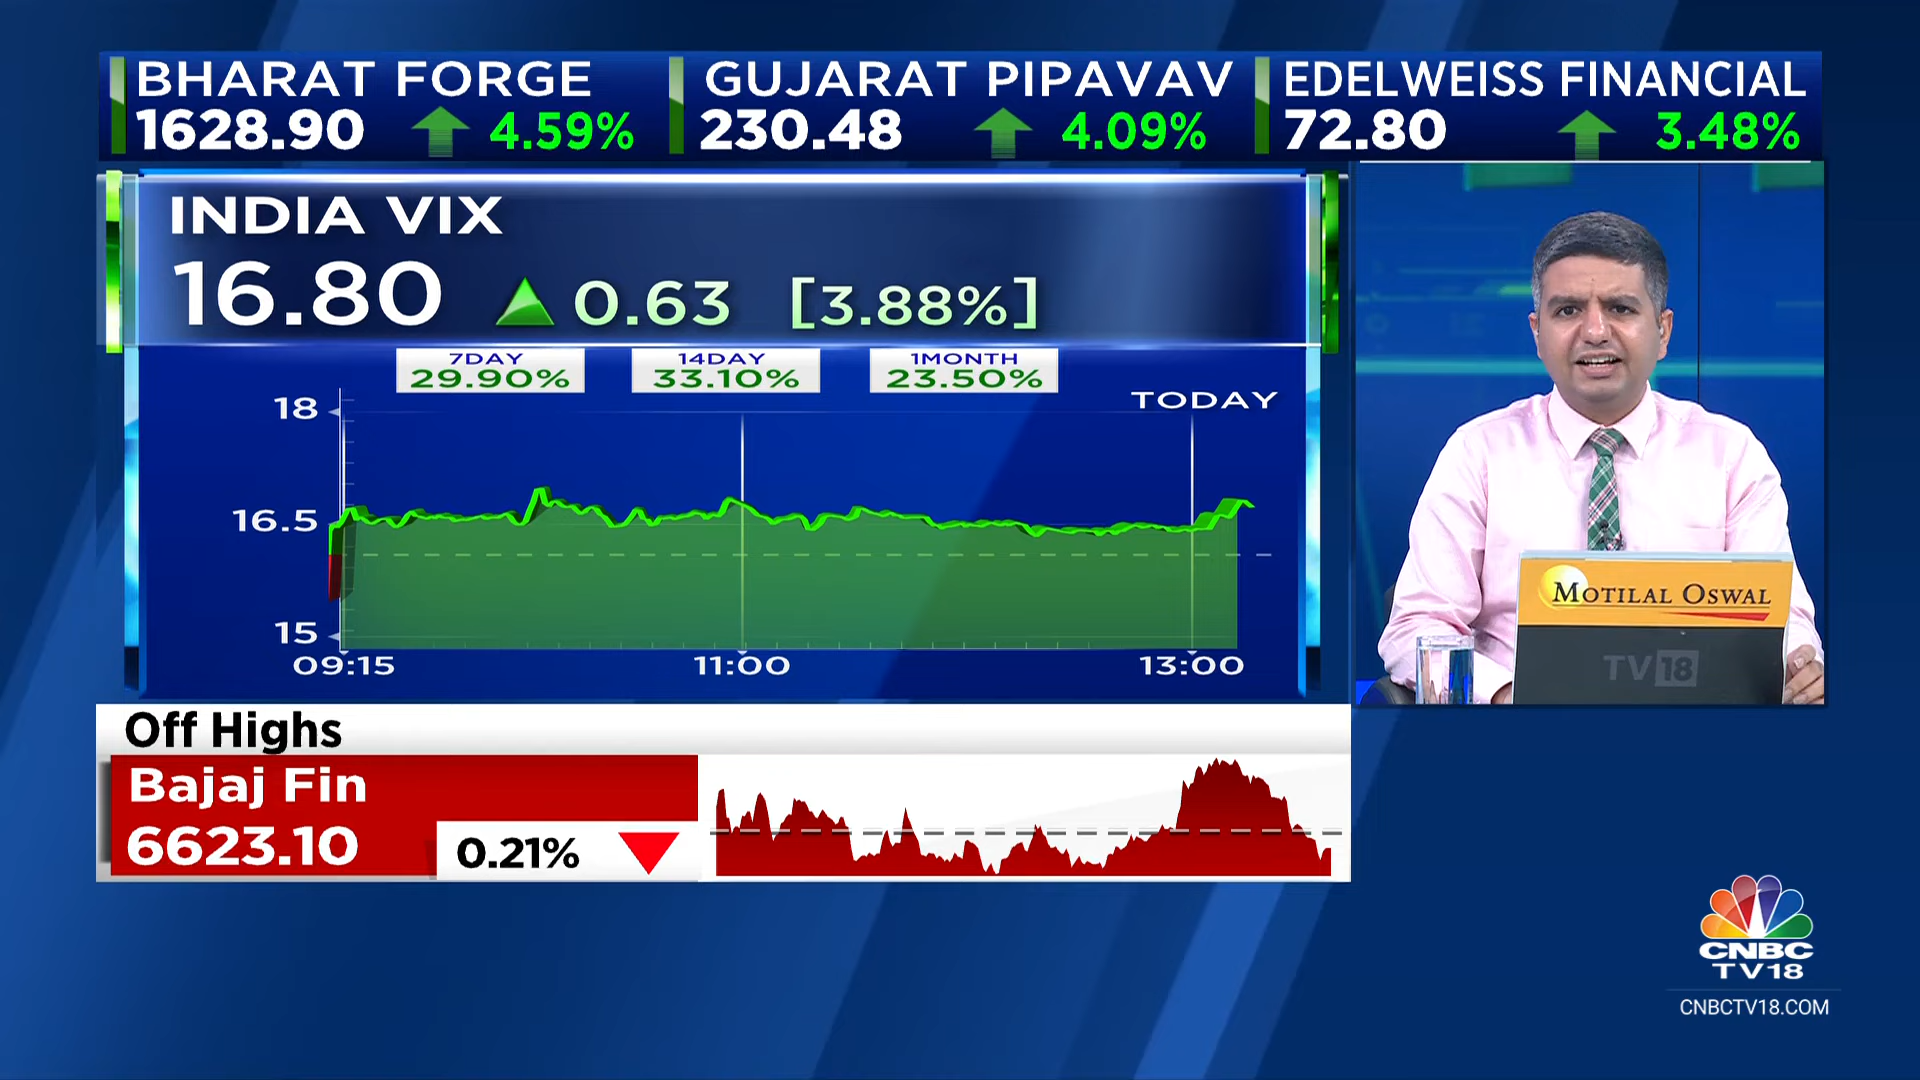 BHARAT FORGE
1628.90 4.59%
GUJARAT PIPAVAV
230.48 4.09%
EDELWEISS FINANCIAL
72.80 3.48%
INDIA VIX
16.80 0.63 [3.88%]
7DAY
29.90%
14DAY
33.10%
1MONTH
23.50%
TODAY
18
16.5
15
09:15 11:00 13:00
MOTILAL OSWAL
TV18
Off Highs
Bajaj Fin
6623.10 0.21%
CNBC
TV18
CNBCTV18.COM